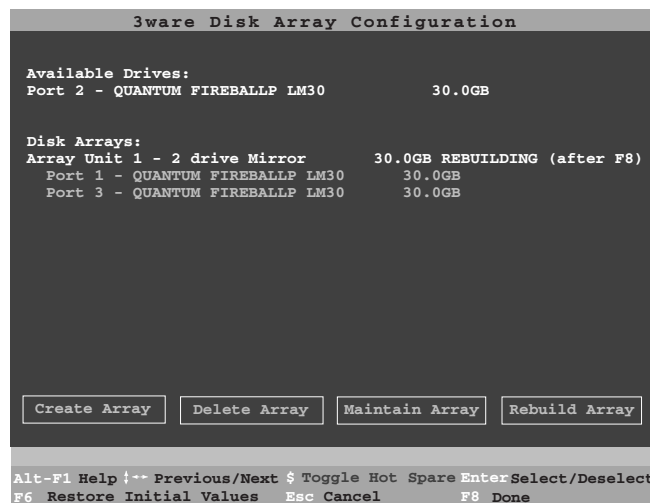 3ware Disk Array Configuration
Available Drives:
Port 2 - QUANTUM FIREBALLP LM30 30.0GB
Disk Arrays:
Array Unit 1 - 2 drive Mirror 30.0GB REBUILDING (after F8)
Port 1 - QUANTUM FIREBALLP LM30 30.0GB
Port 3 - QUANTUM FIREBALLP LM30 30.0GB
Create Array Delete Array Maintain Array Rebuild Array
Alt-F1 Help ↕↔ Previous/Next $ Toggle Hot Spare Enter Select/Deselect
F6 Restore Initial Values Esc Cancel F8 Done